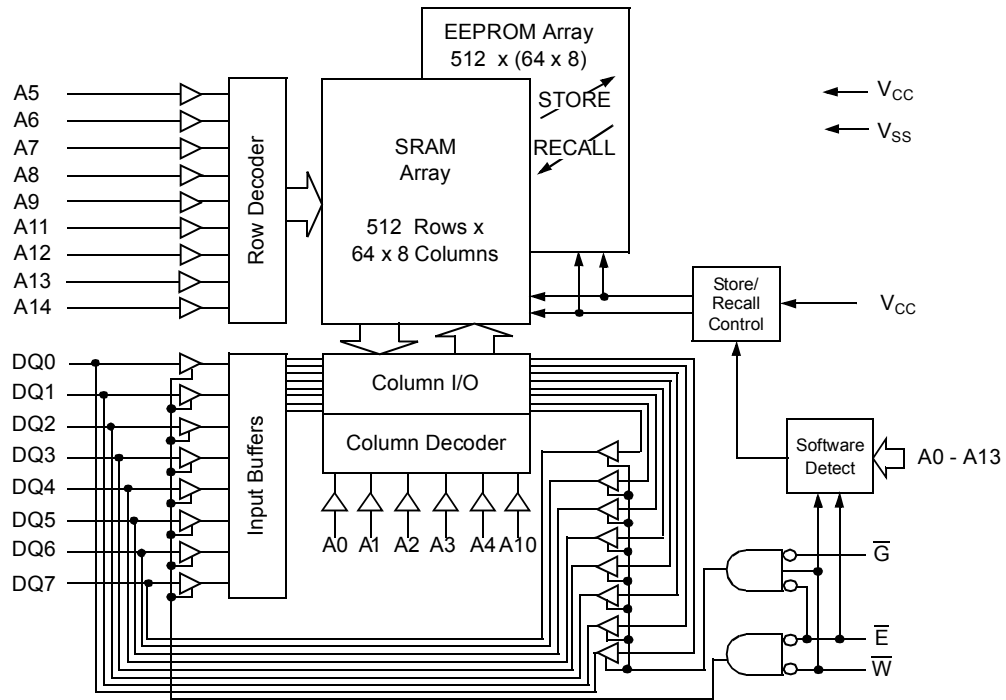 EEPROM Array
512 x (64 x 8)
STORE
RECALL
SRAM
Array
512 Rows x
64 x 8 Columns
A5
A6
A7
A8
A9
A11
A12
A13
A14
Row Decoder
VCC
VSS
Store/
Recall
Control
VCC
DQ0
DQ1
DQ2
DQ3
DQ4
DQ5
DQ6
DQ7
Input Buffers
Column I/O
Column Decoder
A0 A1 A2 A3 A4 A10
Software
Detect
A0 - A13
G̅
E̅
W̅